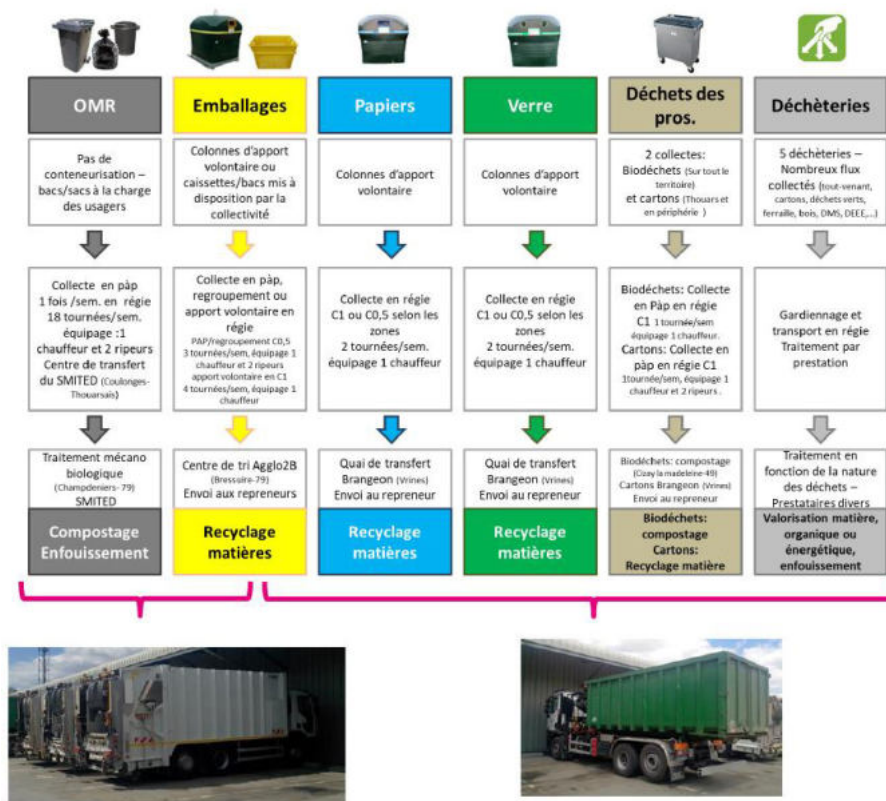 OMR
Pas de
conteneurisation –
bacs/sacs à la charge
des usagers
Collecte en pàp
1 fois /sem. en régie
18 tournées/sem.
équipage :1
chauffeur et 2 ripeurs
Centre de transfert
du SMITED (Coulonges-
Thouarsais)
Traitement mécano
biologique
(Champdeniers- 79)
SMITED
Compostage
Enfouissement
Emballages
Colonnes d'apport
volontaire ou
caissettes/bacs mis à
disposition par la
collectivité
Collecte en pàp,
regroupement ou
apport volontaire en
régie
PAP/regroupement C0,5
3 tournées/sem, équipage 1
chauffeur et 2 ripeurs
apport volontaire en C1
4 tournées/sem, équipage 1
chauffeur
Centre de tri Agglo2B
(Bressuire-79)
Envoi aux repreneurs
Recyclage
matières
Papiers
Colonnes d'apport
volontaire
Collecte en régie
C1 ou C0,5 selon les
zones
2 tournées/sem.
équipage 1 chauffeur
Quai de transfert
Brangeon (Vrines)
Envoi au repreneur
Recyclage
matières
Verre
Colonnes d'apport
volontaire
Collecte en régie
C1 ou C0,5 selon les
zones
2 tournées/sem.
équipage 1 chauffeur
Quai de transfert
Brangeon (Vrines)
Envoi au repreneur
Recyclage
matières
Déchets des
pros.
2 collectes:
Biodéchets (Sur tout le
territoire)
et cartons (Thouars et
en périphérie )
Biodéchets: Collecte
en Pàp en régie
C1 1 tournée/sem
équipage 1 chauffeur.
Cartons: Collecte en
pàp en régie C1
1tournée/sem, équipage 1
chauffeur et 2 ripeurs .
Biodéchets: compostage
(Cizay la madeleine-49)
Cartons Brangeon (Vrines)
Envoi au repreneur
Biodéchets:
compostage
Cartons:
Recyclage matière
Déchèteries
5 déchèteries –
Nombreux flux
collectés (tout-venant,
cartons, déchets verts,
ferraille, bois, DMS, DEEE,...)
Gardiennage et
transport en régie
Traitement par
prestation
Traitement en
fonction de la nature
des déchets –
Prestataires divers
Valorisation matière,
organique ou
énergétique,
enfouissement